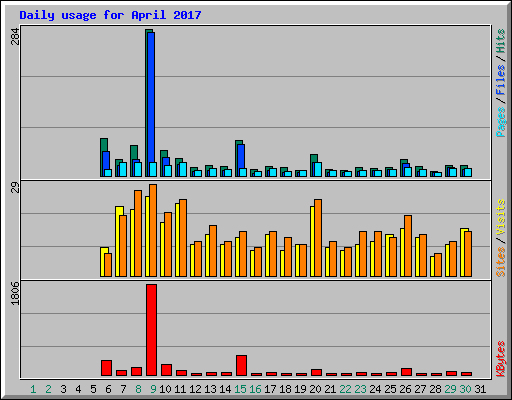 Daily usage for April 2017
284
Pages / Files / Hits
29
Sites / Visits
1806
KBytes
1 2 3 4 5 6 7 8 9 10 11 12 13 14 15 16 17 18 19 20 21 22 23 24 25 26 27 28 29 30 31